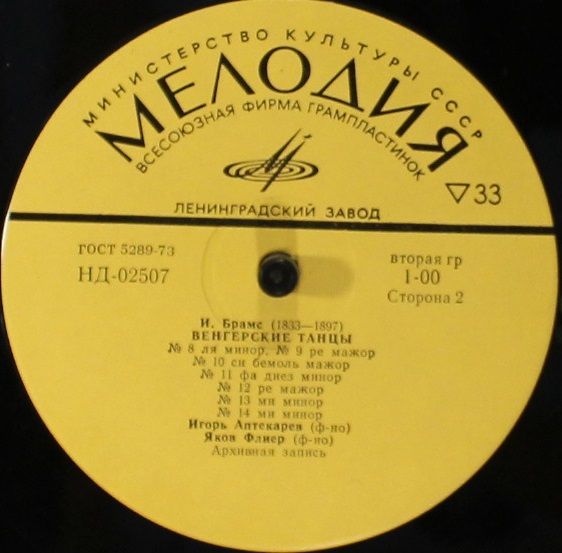 МИНИСТЕРСТВО КУЛЬТУРЫ СССР
МЕЛОДИЯ
ВСЕСОЮЗНАЯ ФИРМА ГРАМПЛАСТИНОК
▽33
ЛЕНИНГРАДСКИЙ ЗАВОД
ГОСТ 5289-73
НД-02507
вторая гр
1-00
Сторона 2
И. Брамс (1833—1897)
ВЕНГЕРСКИЕ ТАНЦЫ
№ 8 ля минор, № 9 ре мажор
№ 10 си бемоль мажор
№ 11 фа диез минор
№ 12 ре мажор
№ 13 ми минор
№ 14 ми минор
Игорь Аптекарев (ф-но)
Яков Флиер (ф-но)
Архивная запись